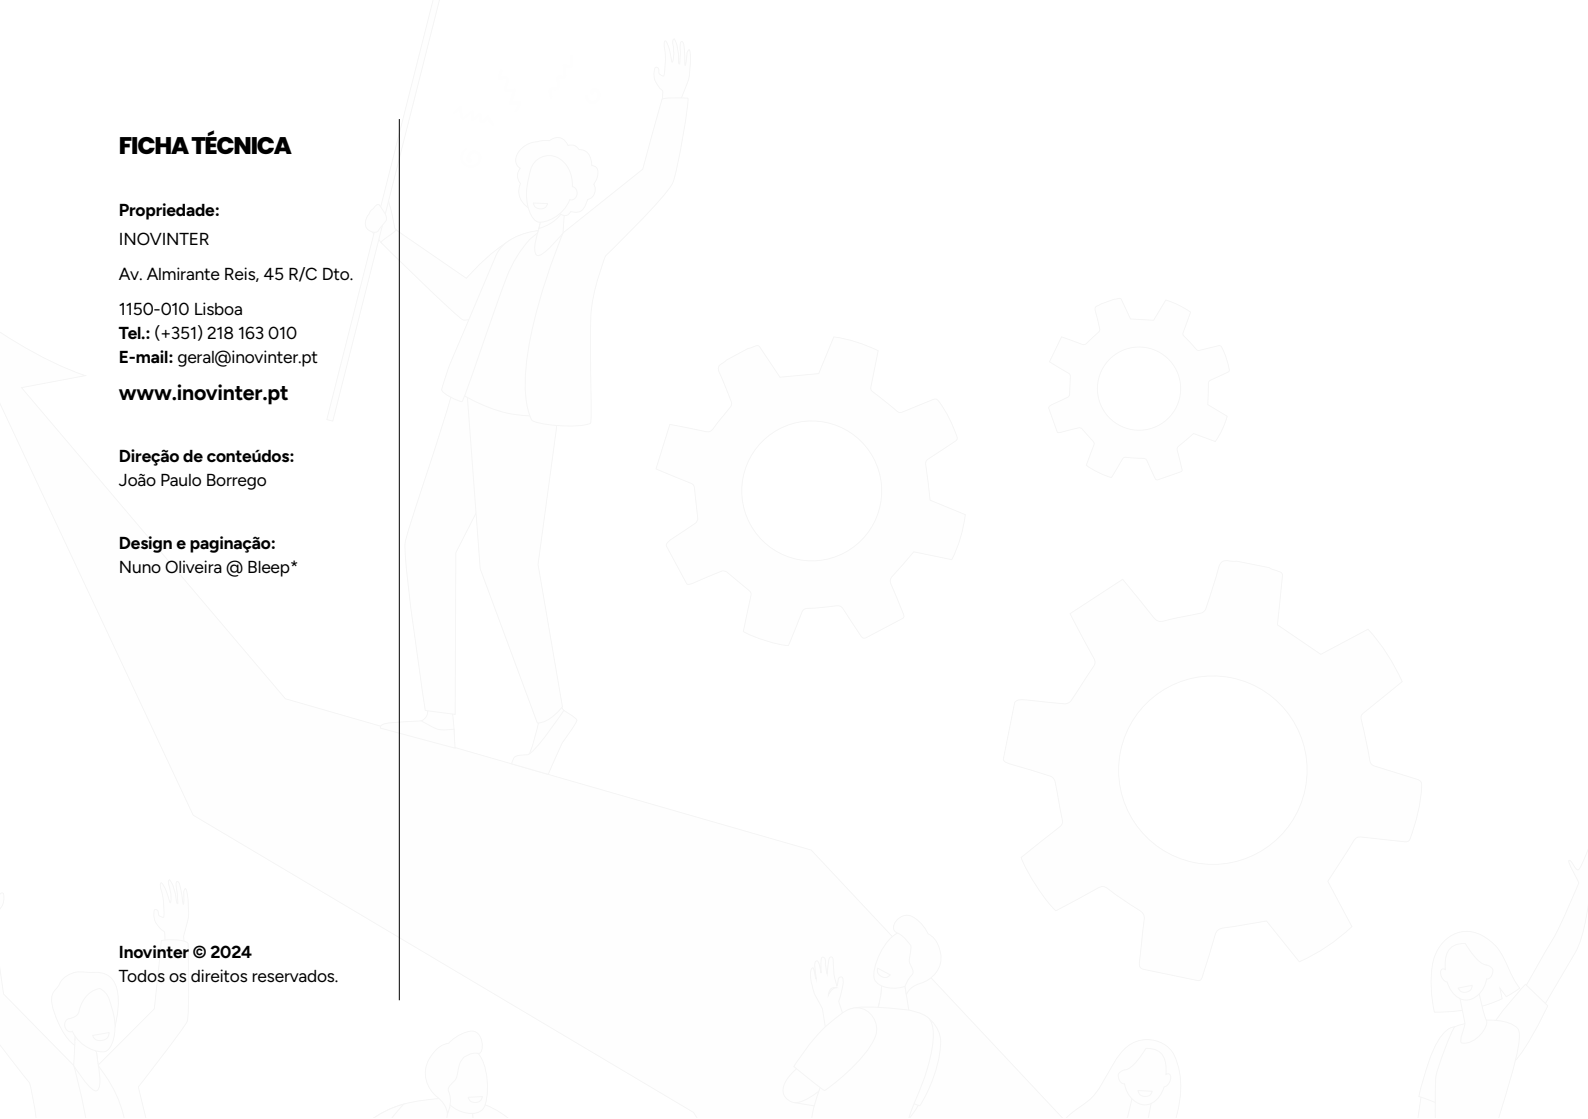 FICHA TÉCNICA
Propriedade:
INOVINTER
Av. Almirante Reis, 45 R/C Dto.
1150-010 Lisboa
Tel.: (+351) 218 163 010
E-mail: geral@inovinter.pt
www.inovinter.pt
Direção de conteúdos:
João Paulo Borrego
Design e paginação:
Nuno Oliveira @ Bleep*
Inovinter © 2024
Todos os direitos reservados.